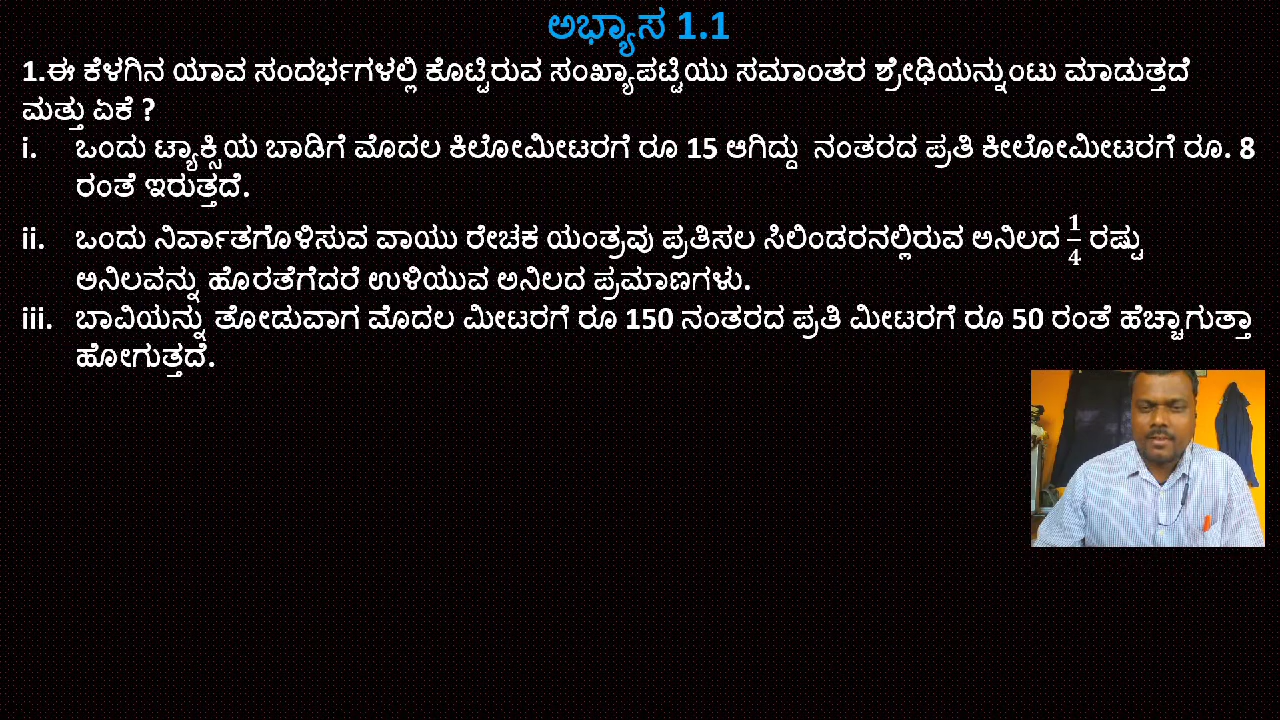 ಅಭ್ಯಾಸ 1.1
1.ಈ ಕೆಳಗಿನ ಯಾವ ಸಂದರ್ಭಗಳಲ್ಲಿ ಕೊಟ್ಟಿರುವ ಸಂಖ್ಯಾಪಟ್ಟಿಯು ಸಮಾಂತರ ಶ್ರೇಢಿಯನ್ನುಂಟು ಮಾಡುತ್ತದೆ
ಮತ್ತು ಏಕೆ ?
i. ಒಂದು ಟ್ಯಾಕ್ಸಿಯ ಬಾಡಿಗೆ ಮೊದಲ ಕಿಲೋಮೀಟರಗೆ ರೂ 15 ಆಗಿದ್ದು ನಂತರದ ಪ್ರತಿ ಕೀಲೋಮೀಟರಗೆ ರೂ. 8
ರಂತೆ ಇರುತ್ತದೆ.
ii. ಒಂದು ನಿರ್ವಾತಗೊಳಿಸುವ ವಾಯು ರೇಚಕ ಯಂತ್ರವು ಪ್ರತಿಸಲ ಸಿಲಿಂಡರನಲ್ಲಿರುವ ಅನಿಲದ 1/4 ರಷ್ಟು
ಅನಿಲವನ್ನು ಹೊರತೆಗೆದರೆ ಉಳಿಯುವ ಅನಿಲದ ಪ್ರಮಾಣಗಳು.
iii. ಬಾವಿಯನ್ನು ತೋಡುವಾಗ ಮೊದಲ ಮೀಟರಗೆ ರೂ 150 ನಂತರದ ಪ್ರತಿ ಮೀಟರಗೆ ರೂ 50 ರಂತೆ ಹೆಚ್ಚಾಗುತ್ತಾ
ಹೋಗುತ್ತದೆ.